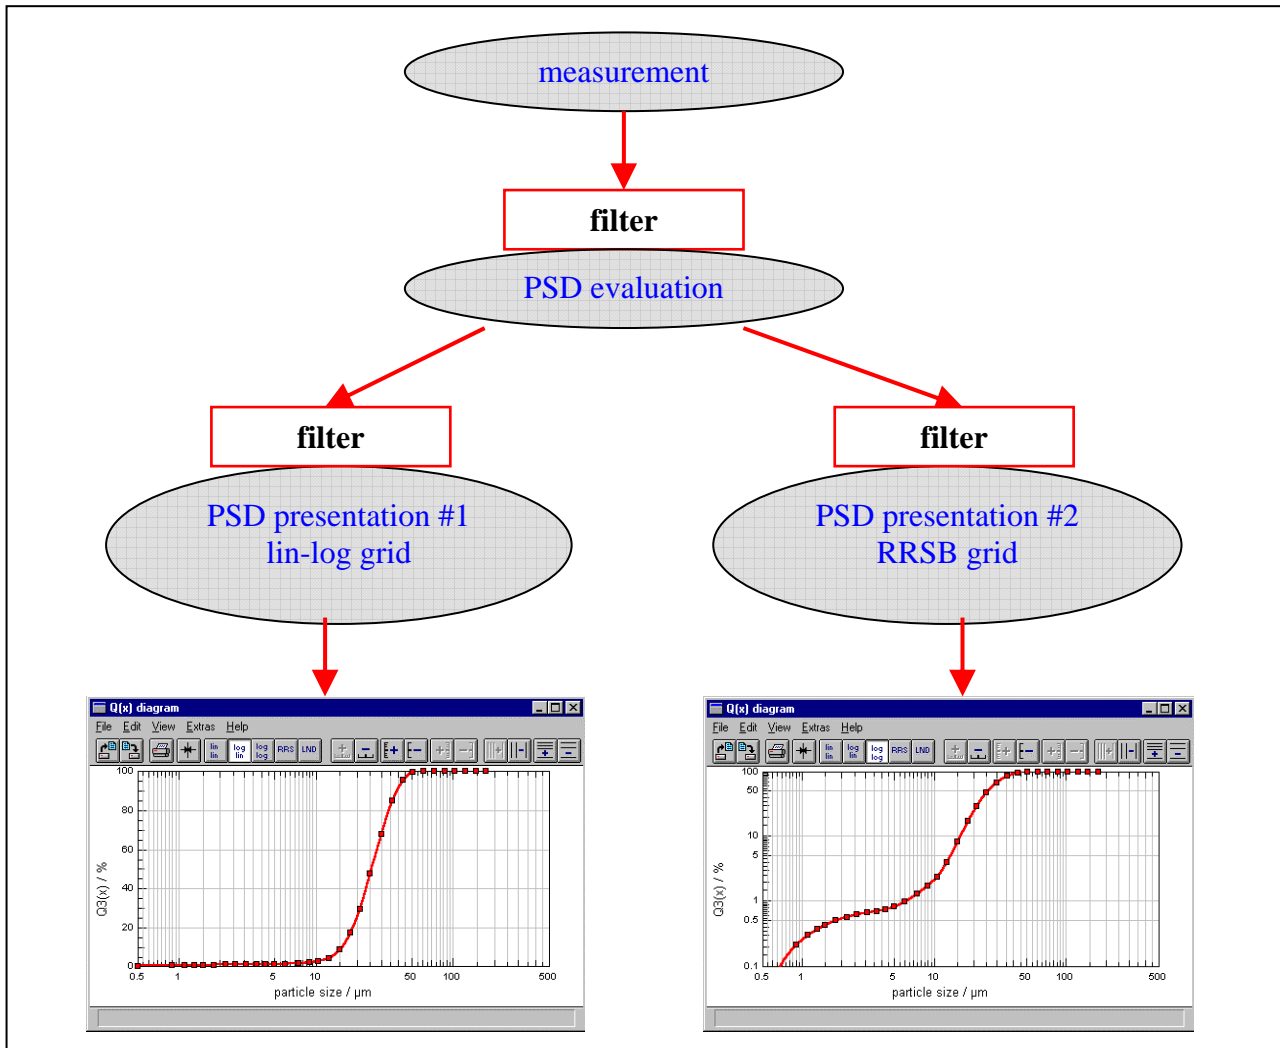 measurement
filter
PSD evaluation
filter
filter
PSD presentation #1
lin-log grid
PSD presentation #2
RRSB grid
Q(x) diagram
File Edit View Extras Help
lin lin log lin log log RRS LND
100
80
60
40
20
0
Q3(x) / %
0.5 1 5 10 50 100 500
particle size / µm
Q(x) diagram
File Edit View Extras Help
lin lin log lin log log RRS LND
100
50
10
5
1
0.5
0.1
Q3(x) / %
0.5 1 5 10 50 100 500
particle size / µm